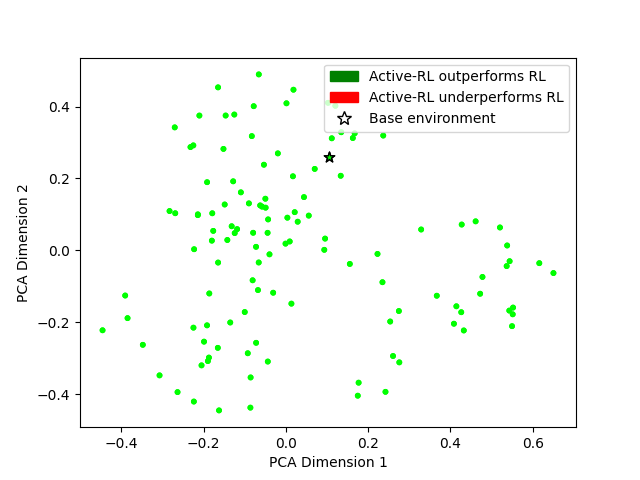 Active-RL outperforms RL
Active-RL underperforms RL
Base environment
0.4
0.2
0.0
−0.2
−0.4
PCA Dimension 2
−0.4 −0.2 0.0 0.2 0.4 0.6
PCA Dimension 1